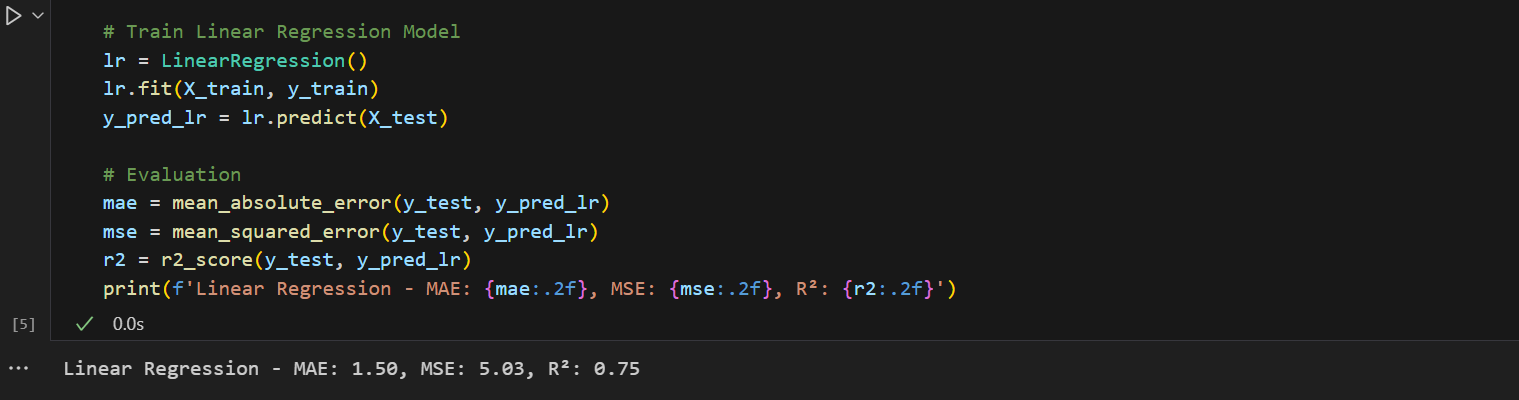 # Train Linear Regression Model
lr = LinearRegression()
lr.fit(X_train, y_train)
y_pred_lr = lr.predict(X_test)
# Evaluation
mae = mean_absolute_error(y_test, y_pred_lr)
mse = mean_squared_error(y_test, y_pred_lr)
r2 = r2_score(y_test, y_pred_lr)
print(f'Linear Regression - MAE: {mae:.2f}, MSE: {mse:.2f}, R²: {r2:.2f}')
[5] 0.0s
Linear Regression - MAE: 1.50, MSE: 5.03, R²: 0.75